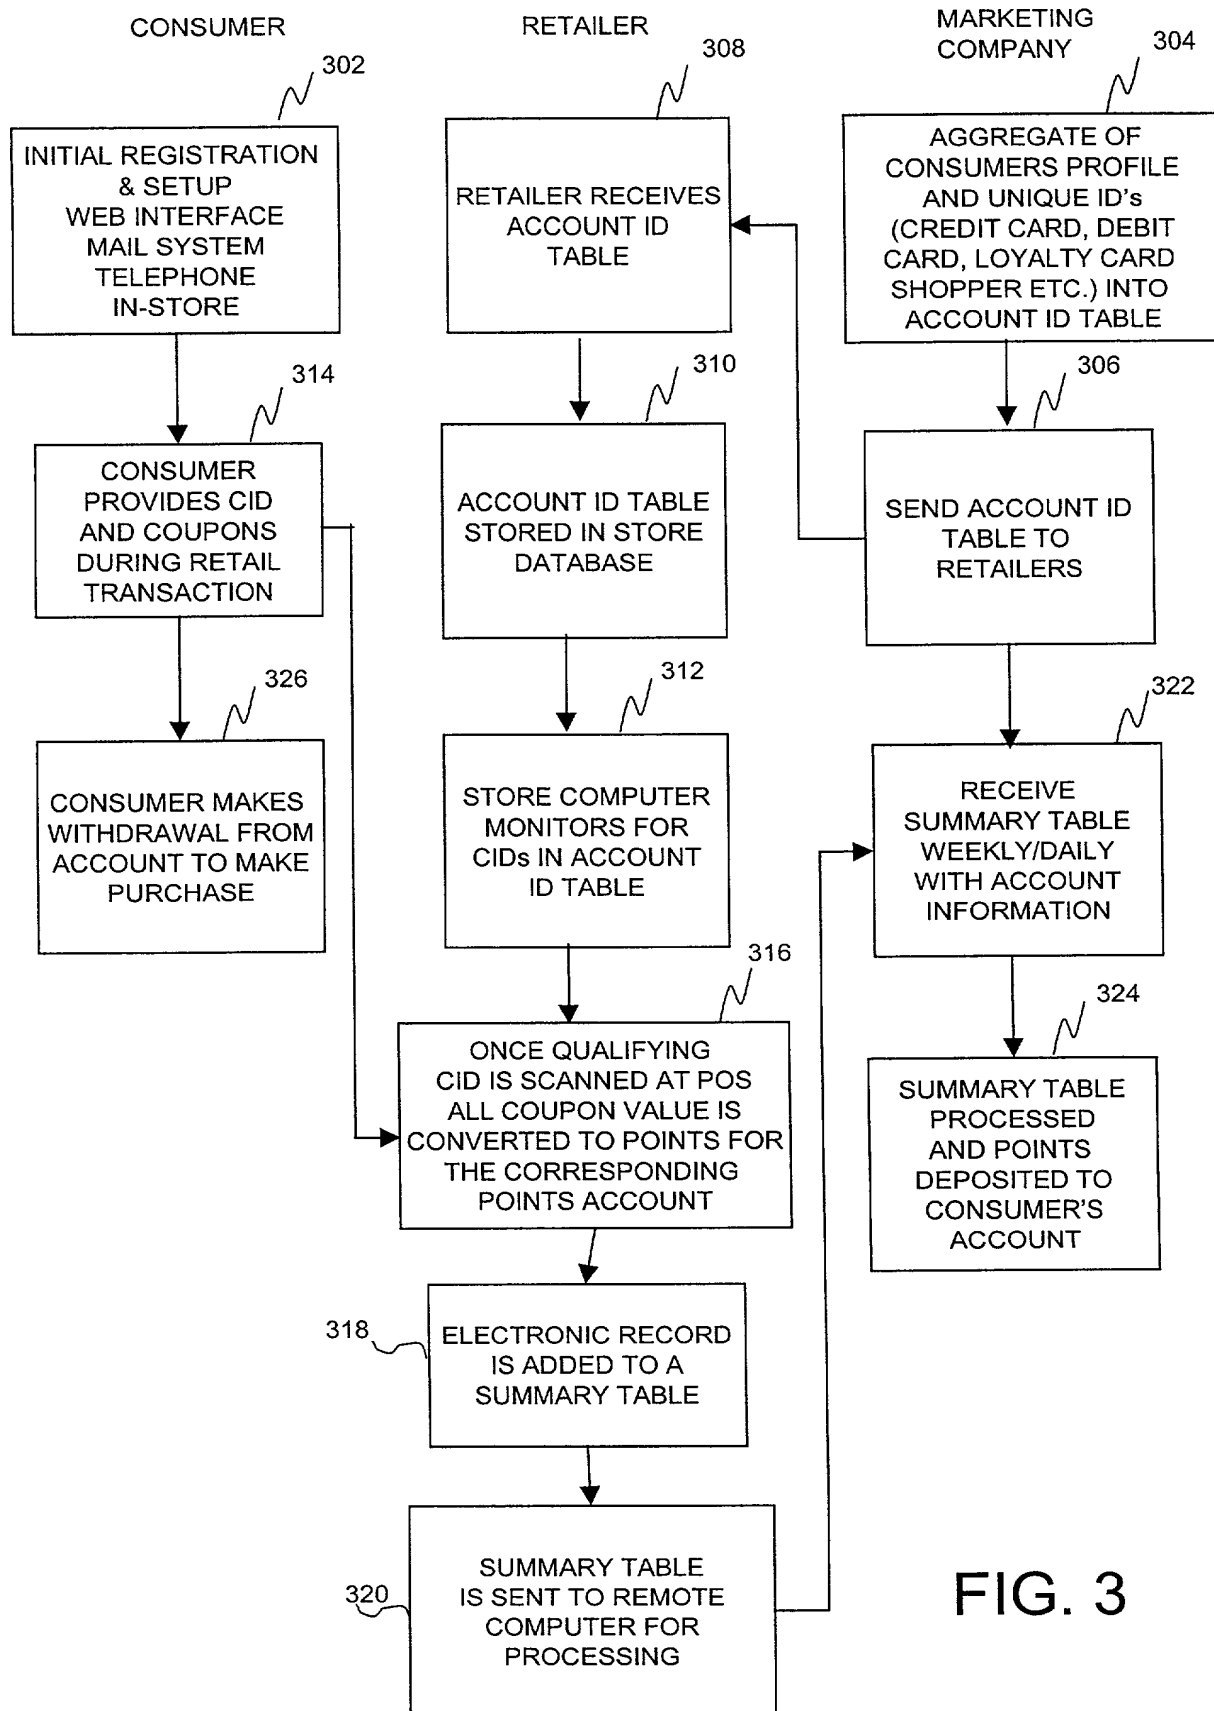 CONSUMER
RETAILER
MARKETING
COMPANY
302
308
304
INITIAL REGISTRATION
& SETUP
WEB INTERFACE
MAIL SYSTEM
TELEPHONE
IN-STORE
RETAILER RECEIVES
ACCOUNT ID
TABLE
AGGREGATE OF
CONSUMERS PROFILE
AND UNIQUE ID's
(CREDIT CARD, DEBIT
CARD, LOYALTY CARD
SHOPPER ETC.) INTO
ACCOUNT ID TABLE
314
310
306
CONSUMER
PROVIDES CID
AND COUPONS
DURING RETAIL
TRANSACTION
ACCOUNT ID TABLE
STORED IN STORE
DATABASE
SEND ACCOUNT ID
TABLE TO
RETAILERS
326
312
322
CONSUMER MAKES
WITHDRAWAL FROM
ACCOUNT TO MAKE
PURCHASE
STORE COMPUTER
MONITORS FOR
CIDs IN ACCOUNT
ID TABLE
RECEIVE
SUMMARY TABLE
WEEKLY/DAILY
WITH ACCOUNT
INFORMATION
316
324
ONCE QUALIFYING
CID IS SCANNED AT POS
ALL COUPON VALUE IS
CONVERTED TO POINTS FOR
THE CORRESPONDING
POINTS ACCOUNT
SUMMARY TABLE
PROCESSED
AND POINTS
DEPOSITED TO
CONSUMER'S
ACCOUNT
318
ELECTRONIC RECORD
IS ADDED TO A
SUMMARY TABLE
320
SUMMARY TABLE
IS SENT TO REMOTE
COMPUTER FOR
PROCESSING
FIG. 3